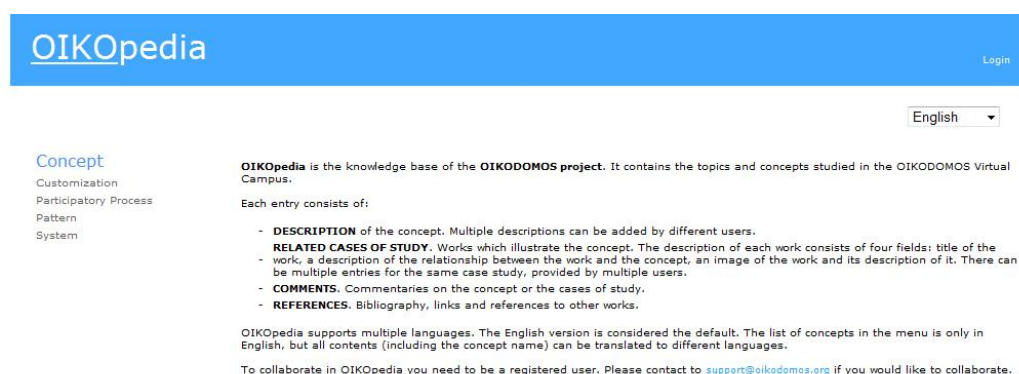 OIKOpedia
Login
English
Concept
Customization
Participatory Process
Pattern
System
OIKOpedia is the knowledge base of the OIKODOMOS project. It contains the topics and concepts studied in the OIKODOMOS Virtual
Campus.
Each entry consists of:
- DESCRIPTION of the concept. Multiple descriptions can be added by different users.
RELATED CASES OF STUDY. Works which illustrate the concept. The description of each work consists of four fields: title of the
- work, a description of the relationship between the work and the concept, an image of the work and its description of it. There can
be multiple entries for the same case study, provided by multiple users.
- COMMENTS. Commentaries on the concept or the cases of study.
- REFERENCES. Bibliography, links and references to other works.
OIKOpedia supports multiple languages. The English version is considered the default. The list of concepts in the menu is only in
English, but all contents (including the concept name) can be translated to different languages.
To collaborate in OIKOpedia you need to be a registered user. Please contact to support@oikodomos.org if you would like to collaborate.